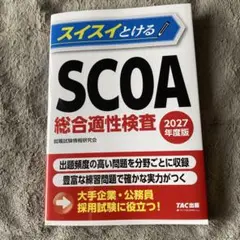 スイスイとける!
SCOA
総合適性検査
2027
年度版
就職試験情報研究会
出題頻度の高い問題を分野ごとに収録
豊富な練習問題で確かな実力がつく
大手企業・公務員
採用試験に役立つ!
TAC出版